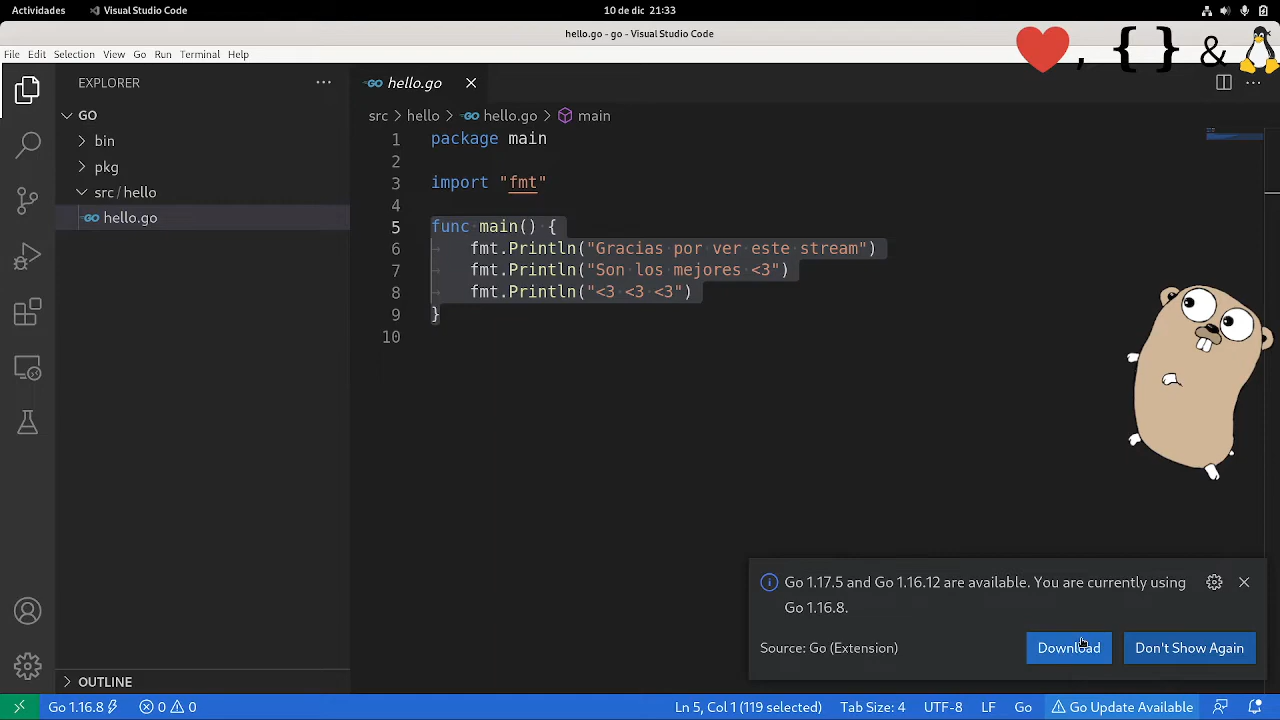 Actividades Visual Studio Code 10 de dic 21:33
hello.go - go - Visual Studio Code
File Edit Selection View Go Run Terminal Help
, { } &
EXPLORER ··· hello.go
GO src > hello > hello.go > main
bin
pkg
src / hello
hello.go
1 package main
2
3 import "fmt"
4
5 func main() {
6 fmt.Println("Gracias por ver este stream")
7 fmt.Println("Son los mejores <3")
8 fmt.Println("<3 <3 <3")
9 }
10
Go 1.17.5 and Go 1.16.12 are available. You are currently using
Go 1.16.8.
Source: Go (Extension) Download Don't Show Again
OUTLINE
Go 1.16.8 0 0 Ln 5, Col 1 (119 selected) Tab Size: 4 UTF-8 LF Go Go Update Available